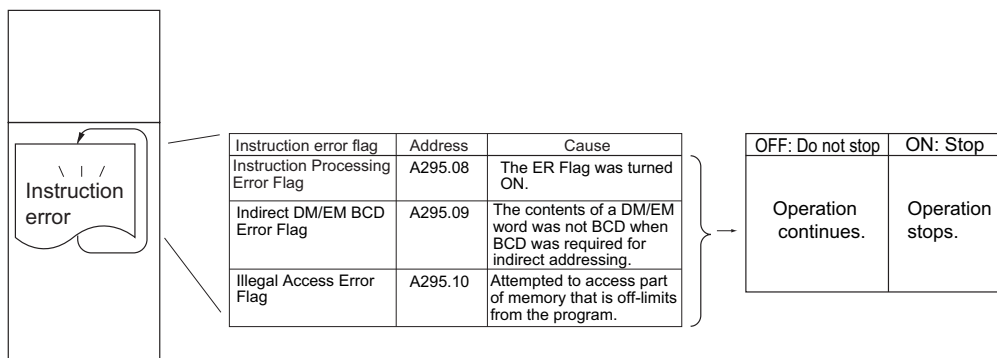 Instruction
error
Instruction error flag Address Cause
Instruction Processing
Error Flag
A295.08
The ER Flag was turned
ON.
Indirect DM/EM BCD
Error Flag
A295.09
The contents of a DM/EM
word was not BCD when
BCD was required for
indirect addressing.
Illegal Access Error
Flag
A295.10
Attempted to access part
of memory that is off-limits
from the program.
OFF: Do not stop ON: Stop
Operation
continues.
Operation
stops.